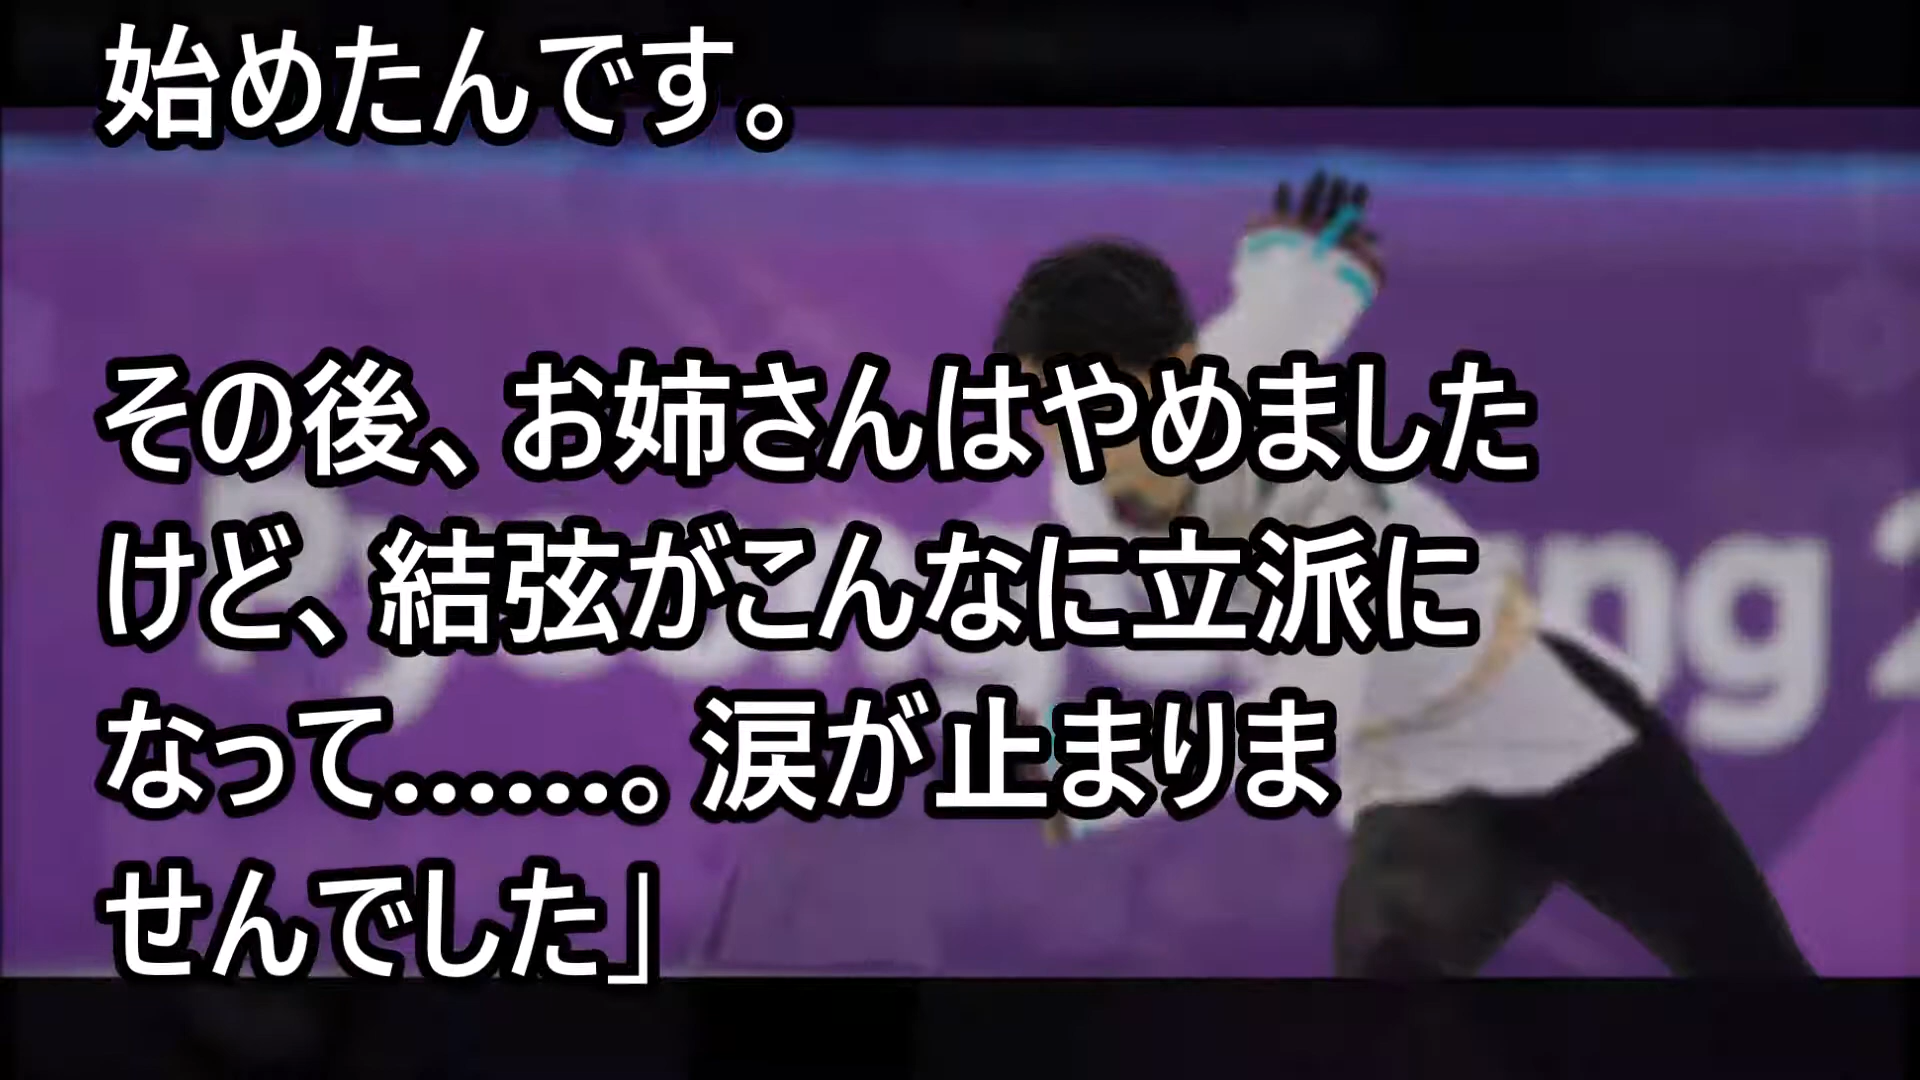 始めたんです。
その後、お姉さんはやめました
けど、結弦がこんなに立派に
なって……。涙が止まりま
せんでした」